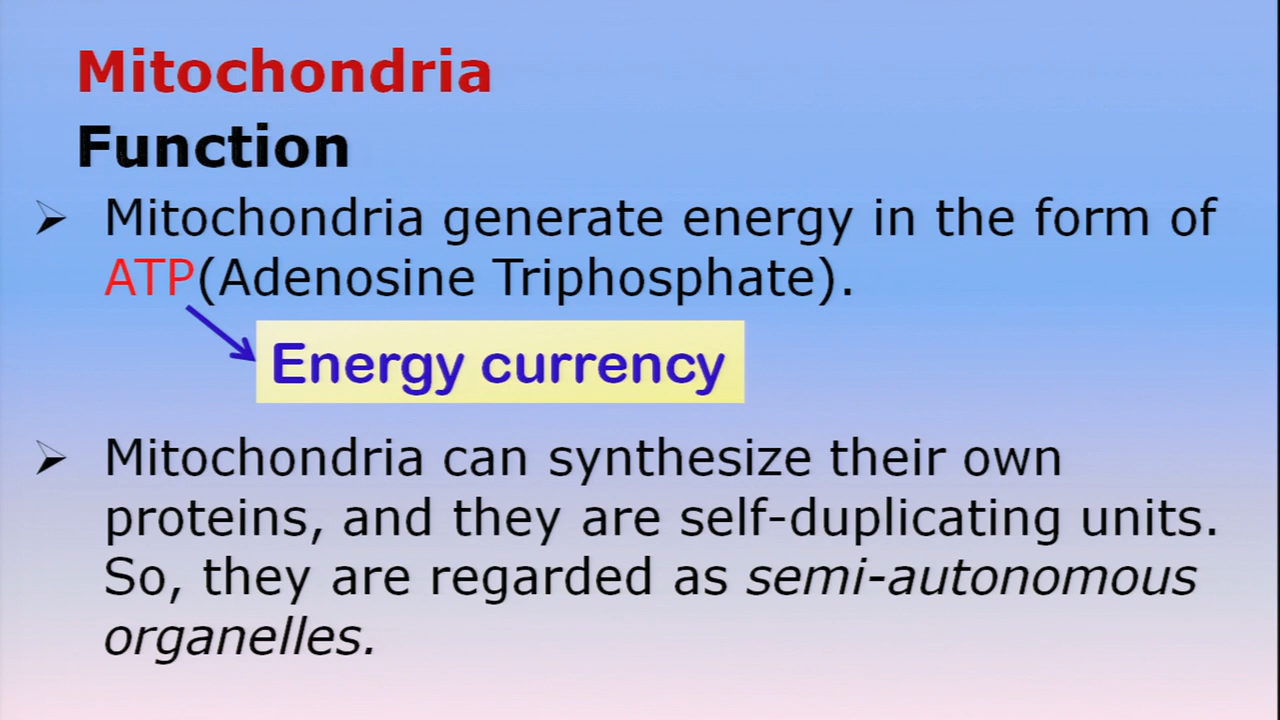 Mitochondria
Function
Mitochondria generate energy in the form of
ATP(Adenosine Triphosphate).
Energy currency
Mitochondria can synthesize their own
proteins, and they are self-duplicating units.
So, they are regarded as semi-autonomous
organelles.